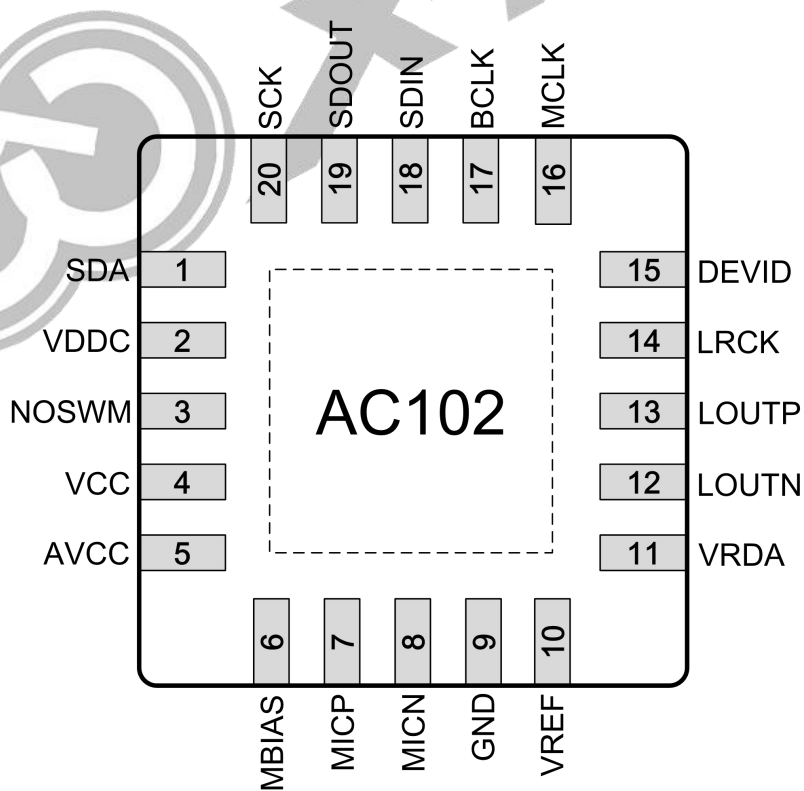 SCK
SDOUT
SDIN
BCLK
MCLK
20
19
18
17
16
SDA 1
15 DEVID
VDDC 2
14 LRCK
NOSWM 3
AC102
13 LOUTP
VCC 4
12 LOUTN
AVCC 5
11 VRDA
6
7
8
9
10
MBIAS
MICP
MICN
GND
VREF